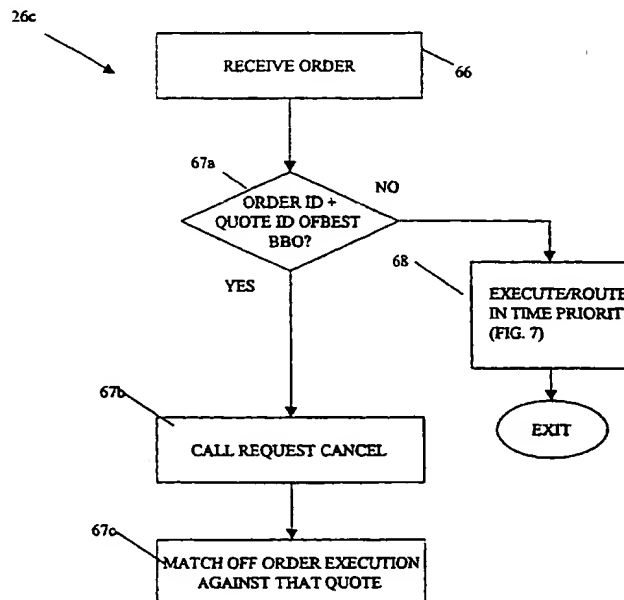 26c
RECEIVE ORDER
66
67a
ORDER ID +
QUOTE ID OFBEST
BBO?
NO
YES
68
EXECUTE/ROUTE
IN TIME PRIORIT
(FIG. 7)
EXIT
67b
CALL REQUEST CANCEL
67c
MATCH OFF ORDER EXECUTION
AGAINST THAT QUOTE